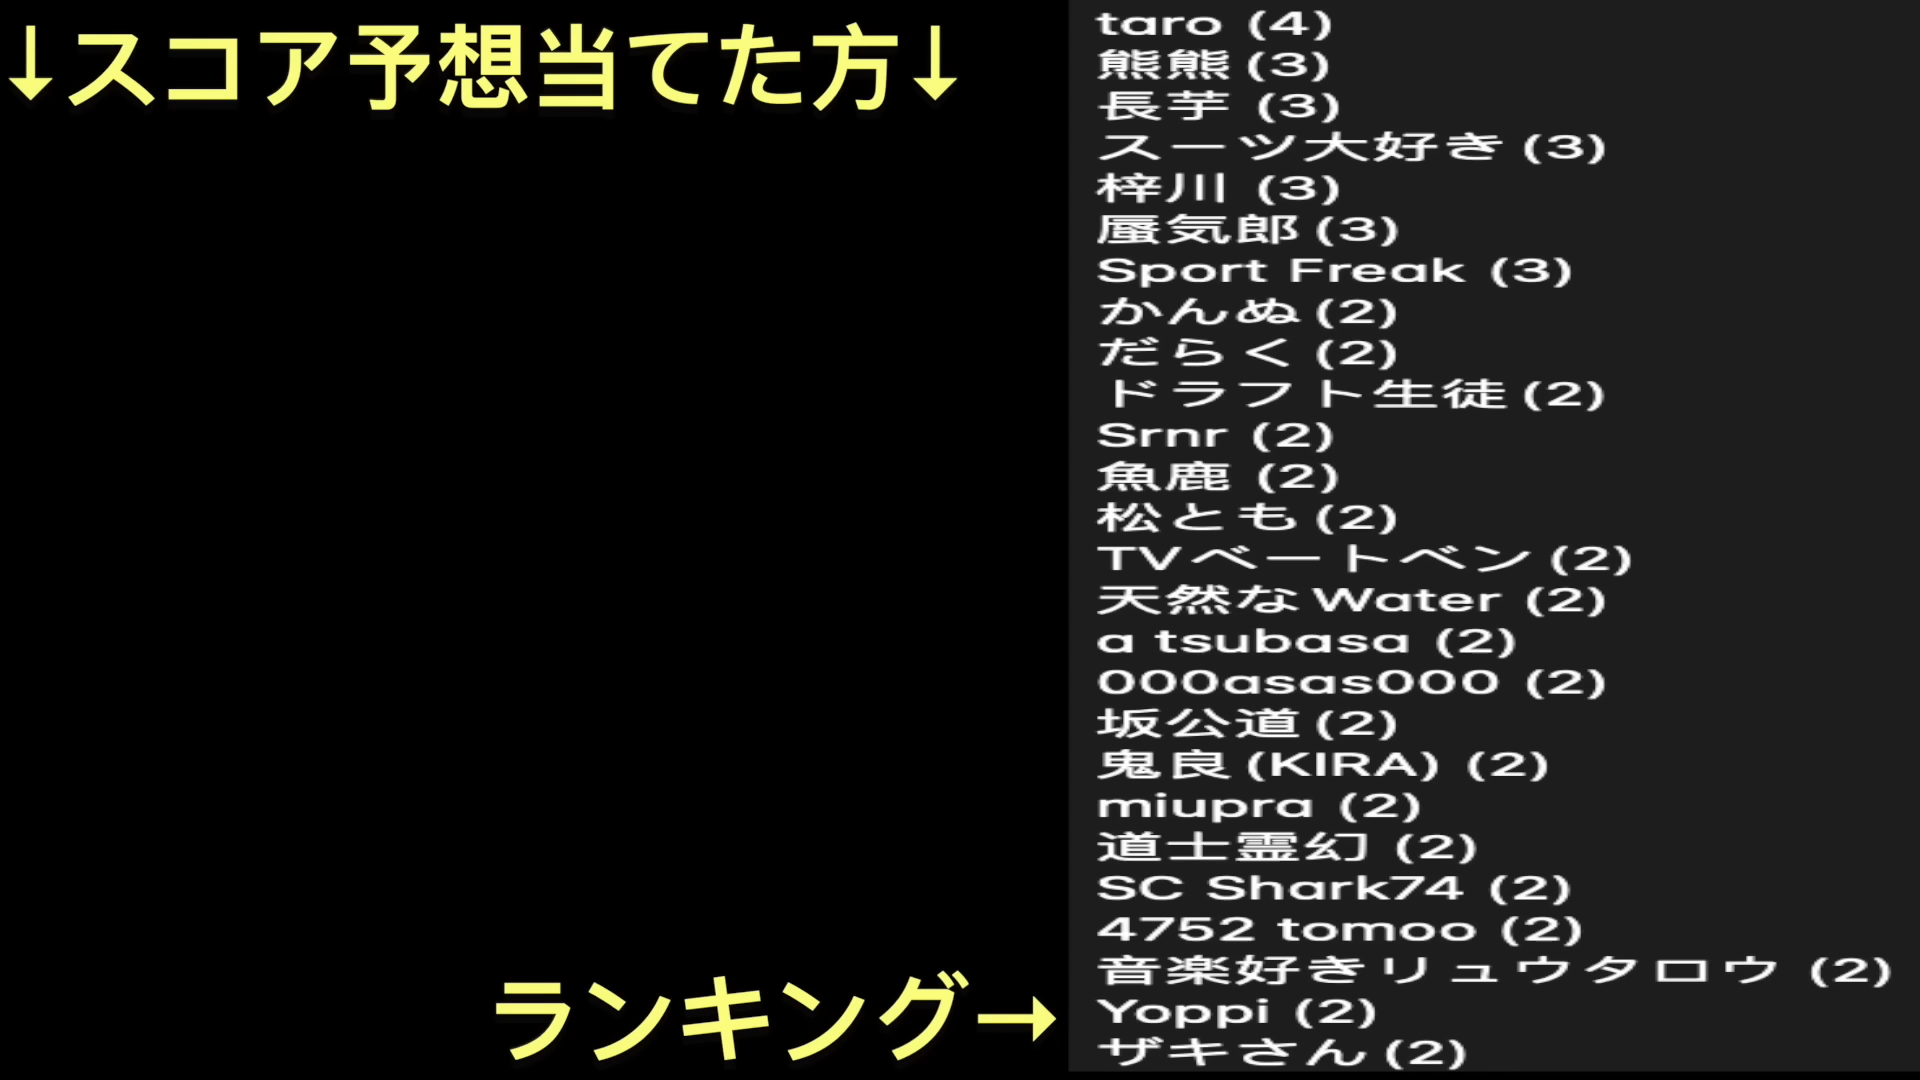 ↓スコア予想当てた方↓
ランキング→
taro (4)
熊熊 (3)
長芋 (3)
スーツ大好き (3)
梓川 (3)
蜃気郎 (3)
Sport Freak (3)
かんぬ (2)
だらく (2)
ドラフト生徒 (2)
Srnr (2)
魚鹿 (2)
松とも (2)
TVベートベン (2)
天然なWater (2)
a tsubasa (2)
000asas000 (2)
坂公道 (2)
鬼良(KIRA) (2)
miupra (2)
道士霊幻 (2)
SC Shark74 (2)
4752 tomoo (2)
音楽好きリュウタロウ (2)
Yoppi (2)
ザキさん (2)